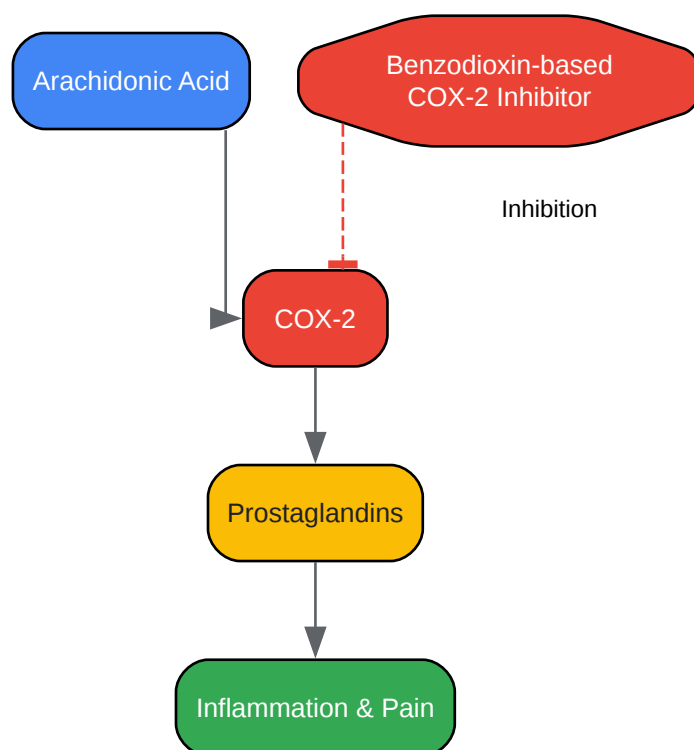 Arachidonic Acid
Benzodioxin-based
COX-2 Inhibitor
Inhibition
COX-2
Prostaglandins
Inflammation & Pain